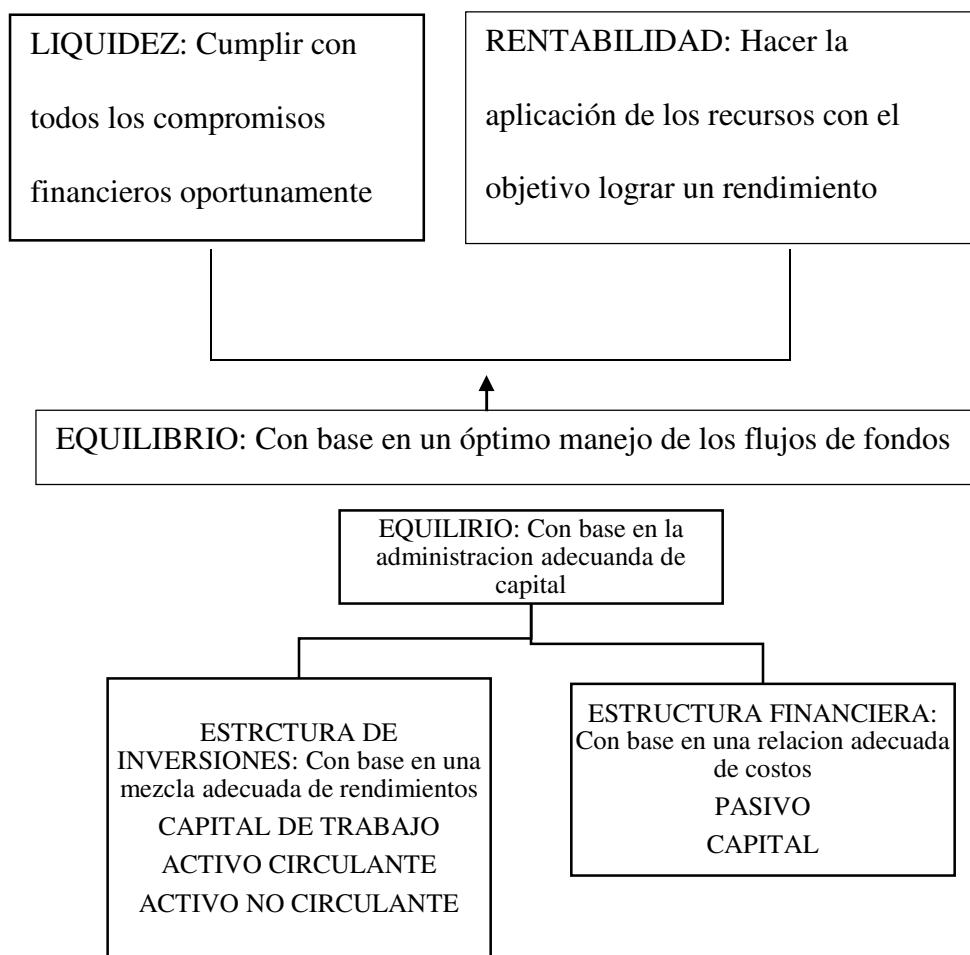 LIQUIDEZ: Cumplir con
todos los compromisos
financieros oportunamente
RENTABILIDAD: Hacer la
aplicación de los recursos con el
objetivo lograr un rendimiento
EQUILIBRIO: Con base en un óptimo manejo de los flujos de fondos
EQUILIRIO: Con base en la
administracion adecuanda de
capital
ESTRCTURA DE
INVERSIONES: Con base en una
mezcla adecuada de rendimientos
CAPITAL DE TRABAJO
ACTIVO CIRCULANTE
ACTIVO NO CIRCULANTE
ESTRUCTURA FINANCIERA:
Con base en una relacion adecuada
de costos
PASIVO
CAPITAL